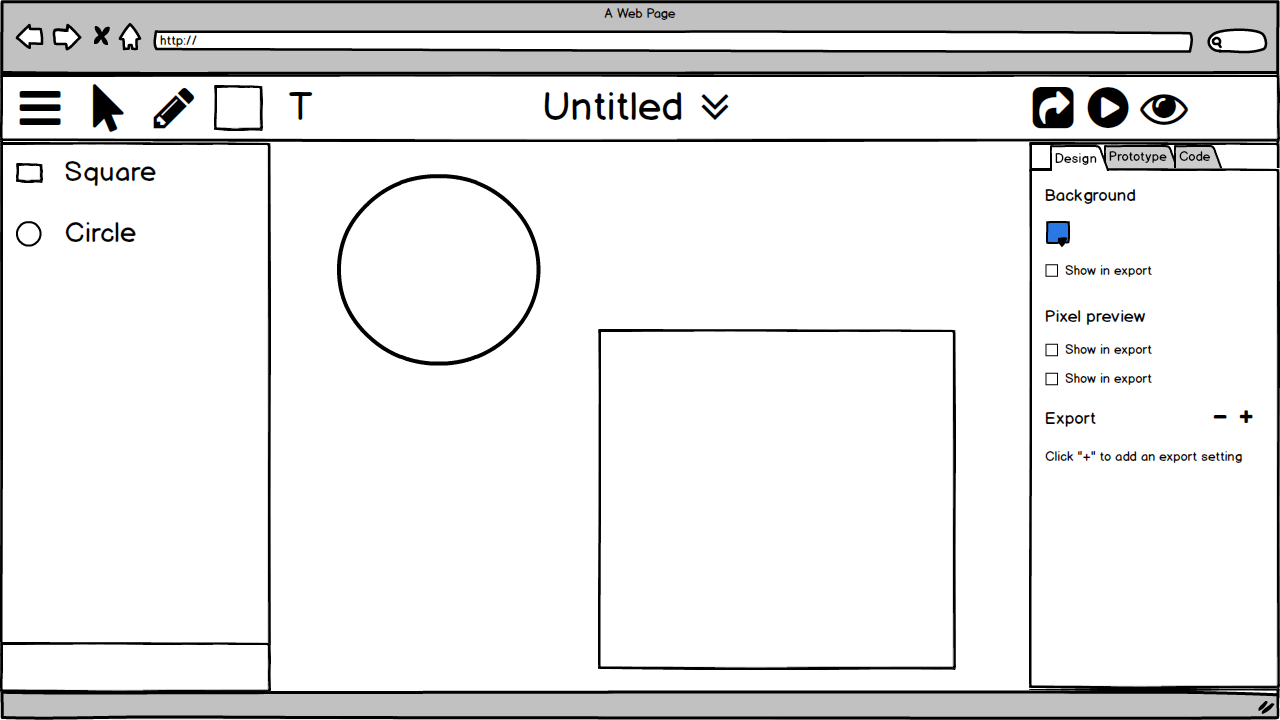 A Web Page
http://
T
Untitled
Square
Circle
Design
Prototype
Code
Background
Show in export
Pixel preview
Show in export
Show in export
Export
Click "+" to add an export setting